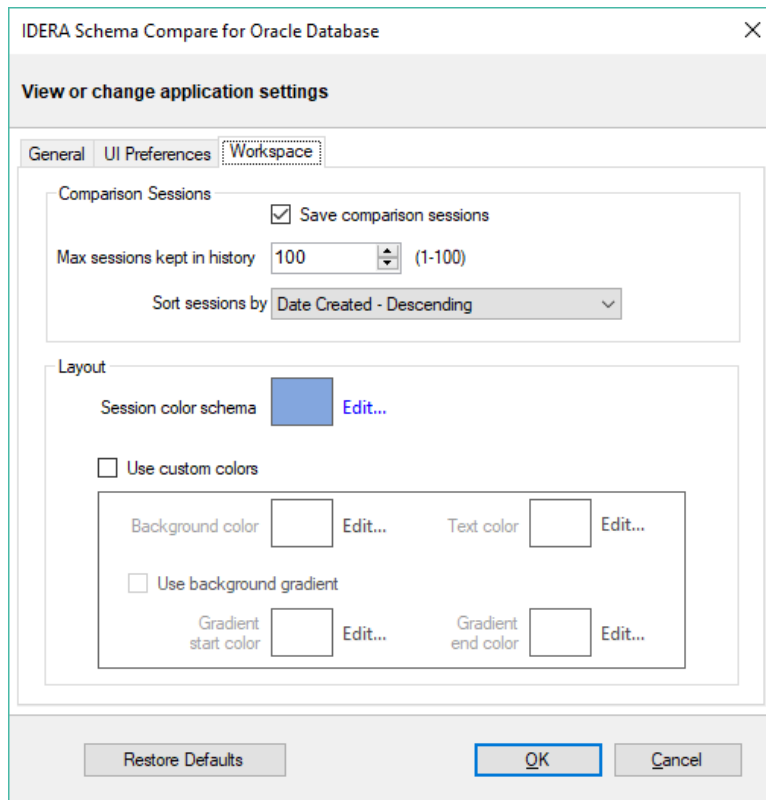 IDERA Schema Compare for Oracle Database
View or change application settings
General UI Preferences Workspace
Comparison Sessions
Save comparison sessions
Max sessions kept in history 100 (1-100)
Sort sessions by Date Created - Descending
Layout
Session color schema Edit...
Use custom colors
Background color Edit... Text color Edit...
Use background gradient
Gradient
start color Edit...
Gradient
end color Edit...
Restore Defaults OK Cancel